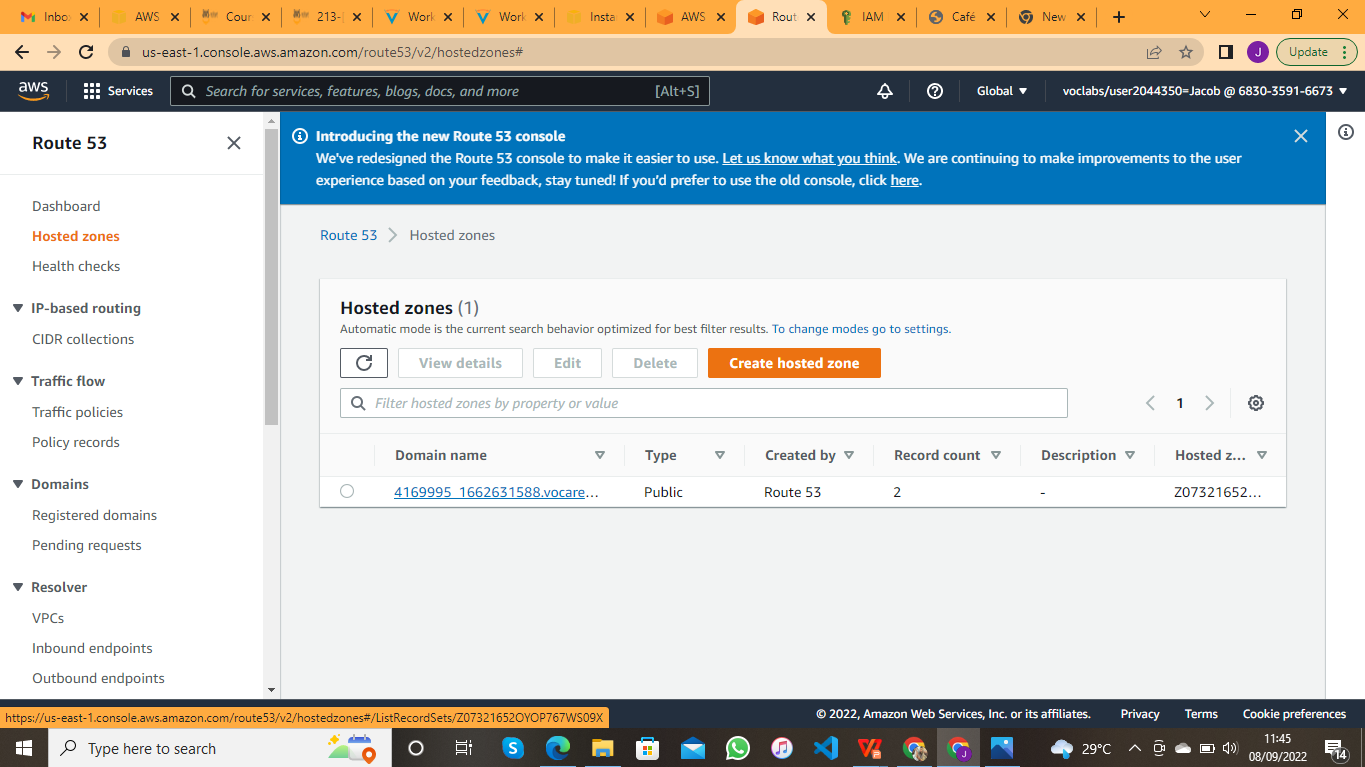 Inbo
AWS
Cour
213-
Work
Work
Insta
AWS
Rout
IAM
Café
New
us-east-1.console.aws.amazon.com/route53/v2/hostedzones#
J
Update
aws
Services
Search for services, features, blogs, docs, and more
[Alt+S]
Global
voclabs/user2044350=Jacob @ 6830-3591-6673
Route 53
Dashboard
Hosted zones
Health checks
IP-based routing
CIDR collections
Traffic flow
Traffic policies
Policy records
Domains
Registered domains
Pending requests
Resolver
VPCs
Inbound endpoints
Outbound endpoints
Introducing the new Route 53 console
We've redesigned the Route 53 console to make it easier to use. Let us know what you think. We are continuing to make improvements to the user
experience based on your feedback, stay tuned! If you'd prefer to use the old console, click here.
Route 53 > Hosted zones
Hosted zones (1)
Automatic mode is the current search behavior optimized for best filter results. To change modes go to settings.
View details
Edit
Delete
Create hosted zone
Filter hosted zones by property or value
1
Domain name
Type
Created by
Record count
Description
Hosted z...
4169995_1662631588.vocare...
Public
Route 53
2
-
Z07321652...
https://us-east-1.console.aws.amazon.com/route53/v2/hostedzones#/ListRecordSets/Z07321652OYOP767WS09X
© 2022, Amazon Web Services, Inc. or its affiliates.
Privacy
Terms
Cookie preferences
Type here to search
29°C
11:45
08/09/2022
14